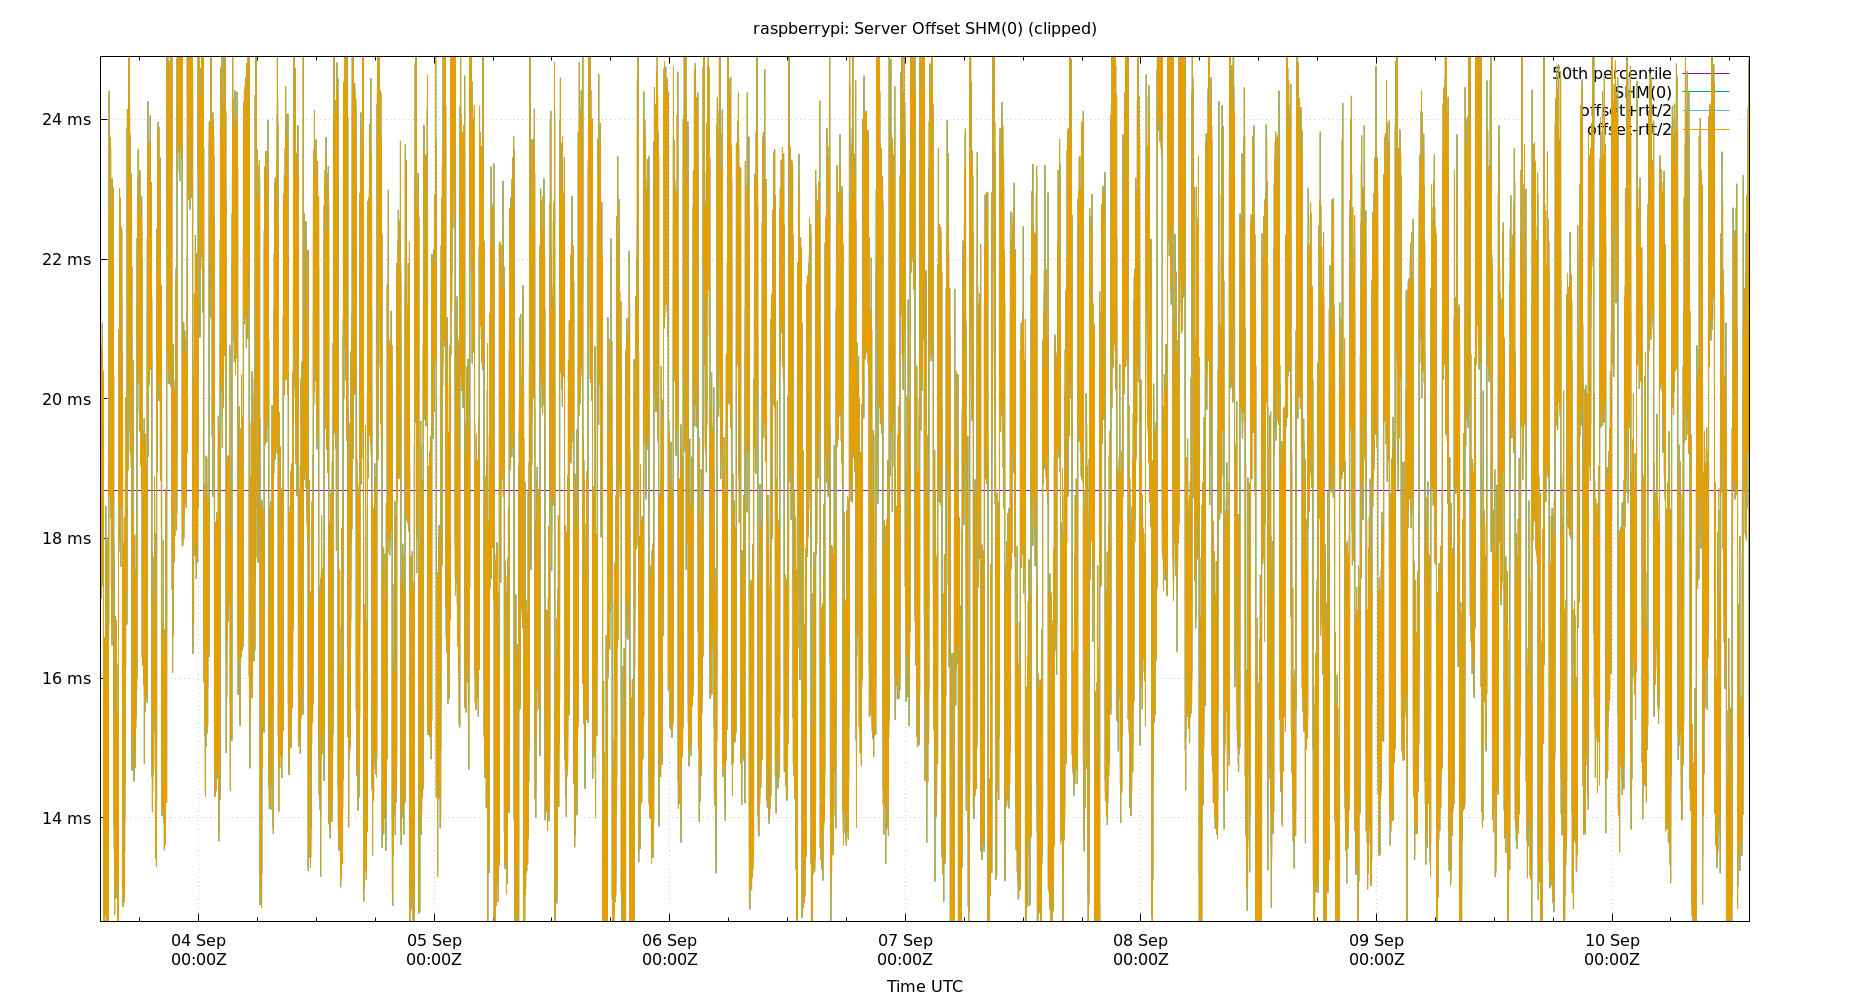 raspberrypi: Server Offset SHM(0) (clipped)
50th percentile
SHM(0)
offset+rtt/2
offset-rtt/2
24 ms
22 ms
20 ms
18 ms
16 ms
14 ms
04 Sep
00:00Z
05 Sep
00:00Z
06 Sep
00:00Z
07 Sep
00:00Z
08 Sep
00:00Z
09 Sep
00:00Z
10 Sep
00:00Z
Time UTC